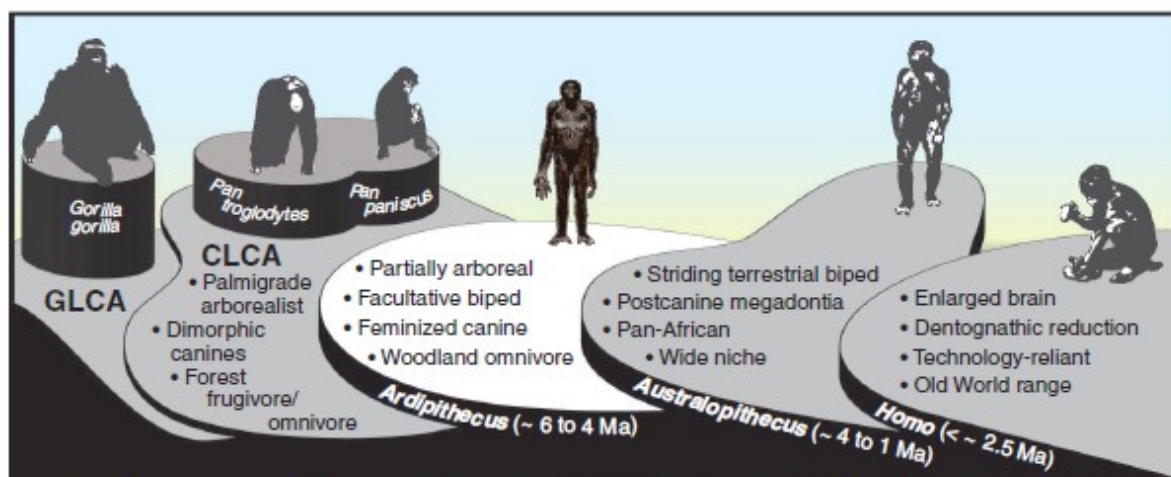 Gorilla
gorilla
GLCA
Pan
troglodytes
Pan
paniscus
CLCA
• Palmigrade
arborealist
• Dimorphic
canines
• Forest
frugivore/
omnivore
• Partially arboreal
• Facultative biped
• Feminized canine
• Woodland omnivore
Ardipithecus (~ 6 to 4 Ma)
• Striding terrestrial biped
• Postcanine megadontia
• Pan-African
• Wide niche
Australopithecus (~ 4 to 1 Ma)
• Enlarged brain
• Dentognathic reduction
• Technology-reliant
• Old World range
Homo (< ~ 2.5 Ma)